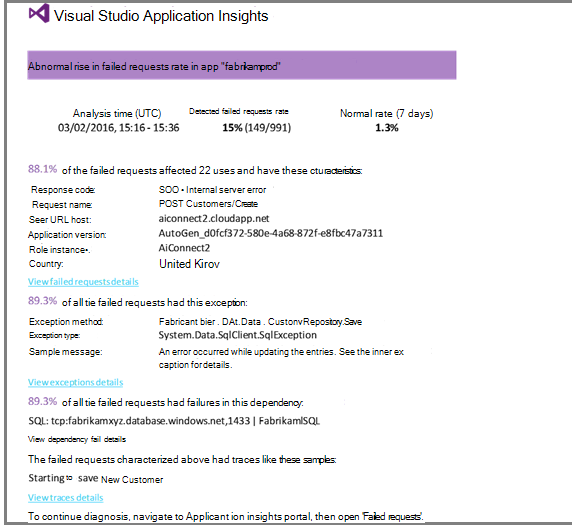 Visual Studio Application Insights
Abnormal rise in failed requests rate in app "fabrikamprod"
Analysis time (UTC) Detected failed requests rate Normal rate (7 days)
03/02/2016, 15:16 - 15:36 15% (149/991) 1.3%
88.1% of the failed requests affected 22 uses and have these cturacteristics:
Response code: SOO • Internal server error
Request name: POST Customers/Create
Seer URL host: aiconnect2.cloudapp.net
Application version: AutoGen_d0fcf372-580e-4a68-872f-e8fbc47a7311
Role instance•. AiConnect2
Country: United Kirov
View failed requests details
89.3% of all tie failed requests had this exception:
Exception method: Fabricant bier . DAt.Data . CustonvRepository.Save
Exception type: System.Data.SqlClient.SqlException
Sample message: An error occurred while updating the entries. See the inner ex
caption for details.
View exceptions details
89.3% of all tie failed requests had failures in this dependency:
SQL: tcp:fabrikamxyz.database.windows.net,1433 | FabrikamlSQL
View dependency fail details
The failed requests characterized above had traces like these samples:
Starting to save New Customer
View traces details
To continue diagnosis, navigate to Applicant ion insights portal, then open 'Failed requests'.